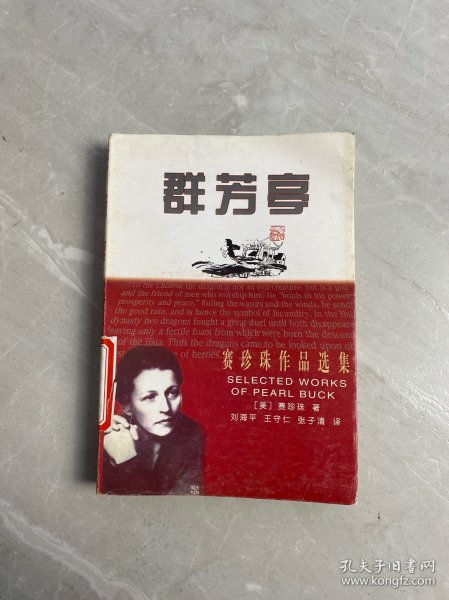 群芳亭
To the Chinese the dragon is not an evil creature, but is a god
and the friend of men who worship him. He "holds in his power
prosperity and peace." Ruling the waters and the winds, he sends
the good rain, and is hence the symbol of fecundity. In the Hsia
dynasty two dragons fought a great duel until both disappeared
leaving only a fertile foam from which were born the descendants
of the Hsia. Thus the dragons came to be looked upon of
of heroes.
赛珍珠作品选集
SELECTED WORKS
OF PEARL BUCK
[美] 赛珍珠 著
刘海平 王守仁 张子清 译
孔夫子旧书网
www.kongfz.com